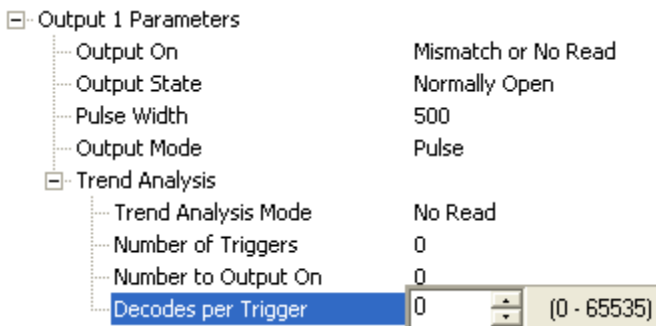 Output 1 Parameters
Output On Mismatch or No Read
Output State Normally Open
Pulse Width 500
Output Mode Pulse
Trend Analysis
Trend Analysis Mode No Read
Number of Triggers 0
Number to Output On 0
Decodes per Trigger 0 (0 - 65535)